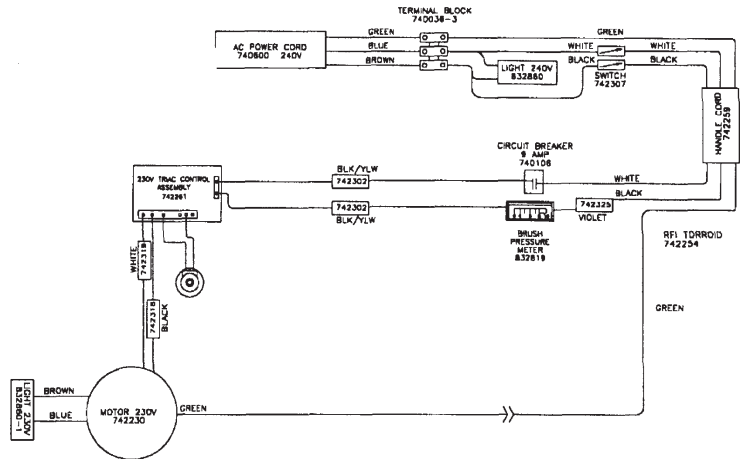 TERMINAL BLOCK
740038-3
GREEN
GREEN
AC POWER CORD
740600 240V
BLUE
WHITE
WHITE
BROWN
BLACK
BLACK
LIGHT 240V
832860
SWITCH
742307
HANDLE CORD
742259
CIRCUIT BREAKER
9 AMP
740106
230V TRIAC CONTROL
ASSEMBLY
742261
BLK/YLW
742302
WHITE
BLACK
742302
BLK/YLW
742325
VIOLET
BRUSH
PRESSURE
METER
832819
RFI TORROID
742254
WHITE
742319
742318
BLACK
GREEN
LIGHT 230V
832860-1
BROWN
BLUE
MOTOR 230V
742230
GREEN